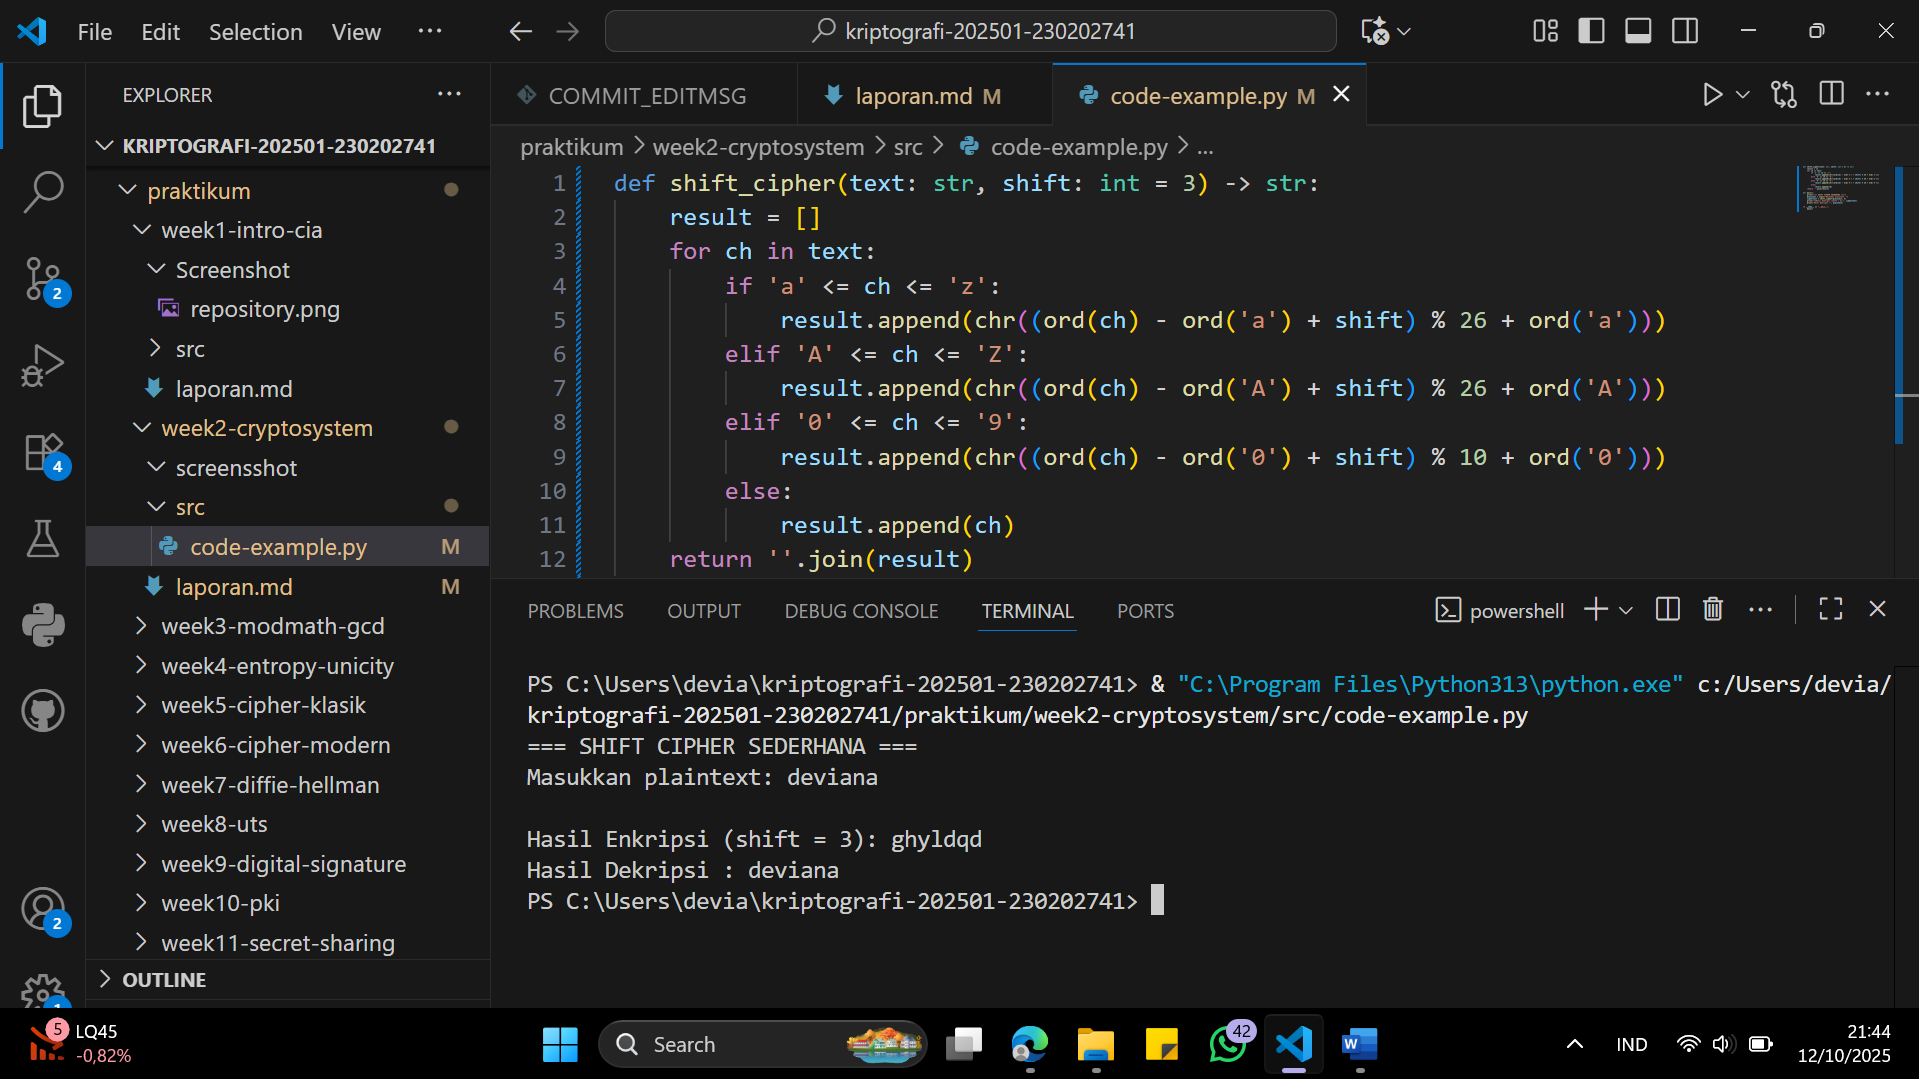 File Edit Selection View ...
kriptografi-202501-230202741
EXPLORER
KRIPTOGRAFI-202501-230202741
praktikum
week1-intro-cia
Screenshot
repository.png
src
laporan.md
week2-cryptosystem
screensshot
src
code-example.py M
laporan.md M
week3-modmath-gcd
week4-entropy-unicity
week5-cipher-klasik
week6-cipher-modern
week7-diffie-hellman
week8-uts
week9-digital-signature
week10-pki
week11-secret-sharing
OUTLINE
2
4
2
1
COMMIT_EDITMSG laporan.md M code-example.py M
praktikum > week2-cryptosystem > src > code-example.py > ...
1 def shift_cipher(text: str, shift: int = 3) -> str:
2 result = []
3 for ch in text:
4 if 'a' <= ch <= 'z':
5 result.append(chr((ord(ch) - ord('a') + shift) % 26 + ord('a')))
6 elif 'A' <= ch <= 'Z':
7 result.append(chr((ord(ch) - ord('A') + shift) % 26 + ord('A')))
8 elif '0' <= ch <= '9':
9 result.append(chr((ord(ch) - ord('0') + shift) % 10 + ord('0')))
10 else:
11 result.append(ch)
12 return ''.join(result)
PROBLEMS OUTPUT DEBUG CONSOLE TERMINAL PORTS
powershell
PS C:\Users\devia\kriptografi-202501-230202741> & "C:\Program Files\Python313\python.exe" c:/Users/devia/
kriptografi-202501-230202741/praktikum/week2-cryptosystem/src/code-example.py
=== SHIFT CIPHER SEDERHANA ===
Masukkan plaintext: deviana
Hasil Enkripsi (shift = 3): ghyldqd
Hasil Dekripsi : deviana
PS C:\Users\devia\kriptografi-202501-230202741>
5
LQ45
-0,82%
Search
42
IND
21:44
12/10/2025